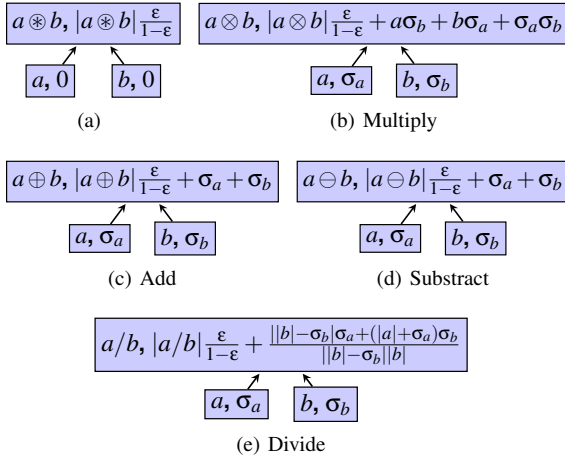 a ⊛ b, |a ⊛ b| ε/(1−ε)
a, 0
b, 0
(a)
a ⊗ b, |a ⊗ b| ε/(1−ε) + aσ_b + bσ_a + σ_aσ_b
a, σ_a
b, σ_b
(b) Multiply
a ⊕ b, |a ⊕ b| ε/(1−ε) + σ_a + σ_b
a, σ_a
b, σ_b
(c) Add
a ⊖ b, |a ⊖ b| ε/(1−ε) + σ_a + σ_b
a, σ_a
b, σ_b
(d) Substract
a/b, |a/b| ε/(1−ε) + (||b|−σ_b|σ_a+(|a|+σ_a)σ_b)/(||b|−σ_b||b|)
a, σ_a
b, σ_b
(e) Divide